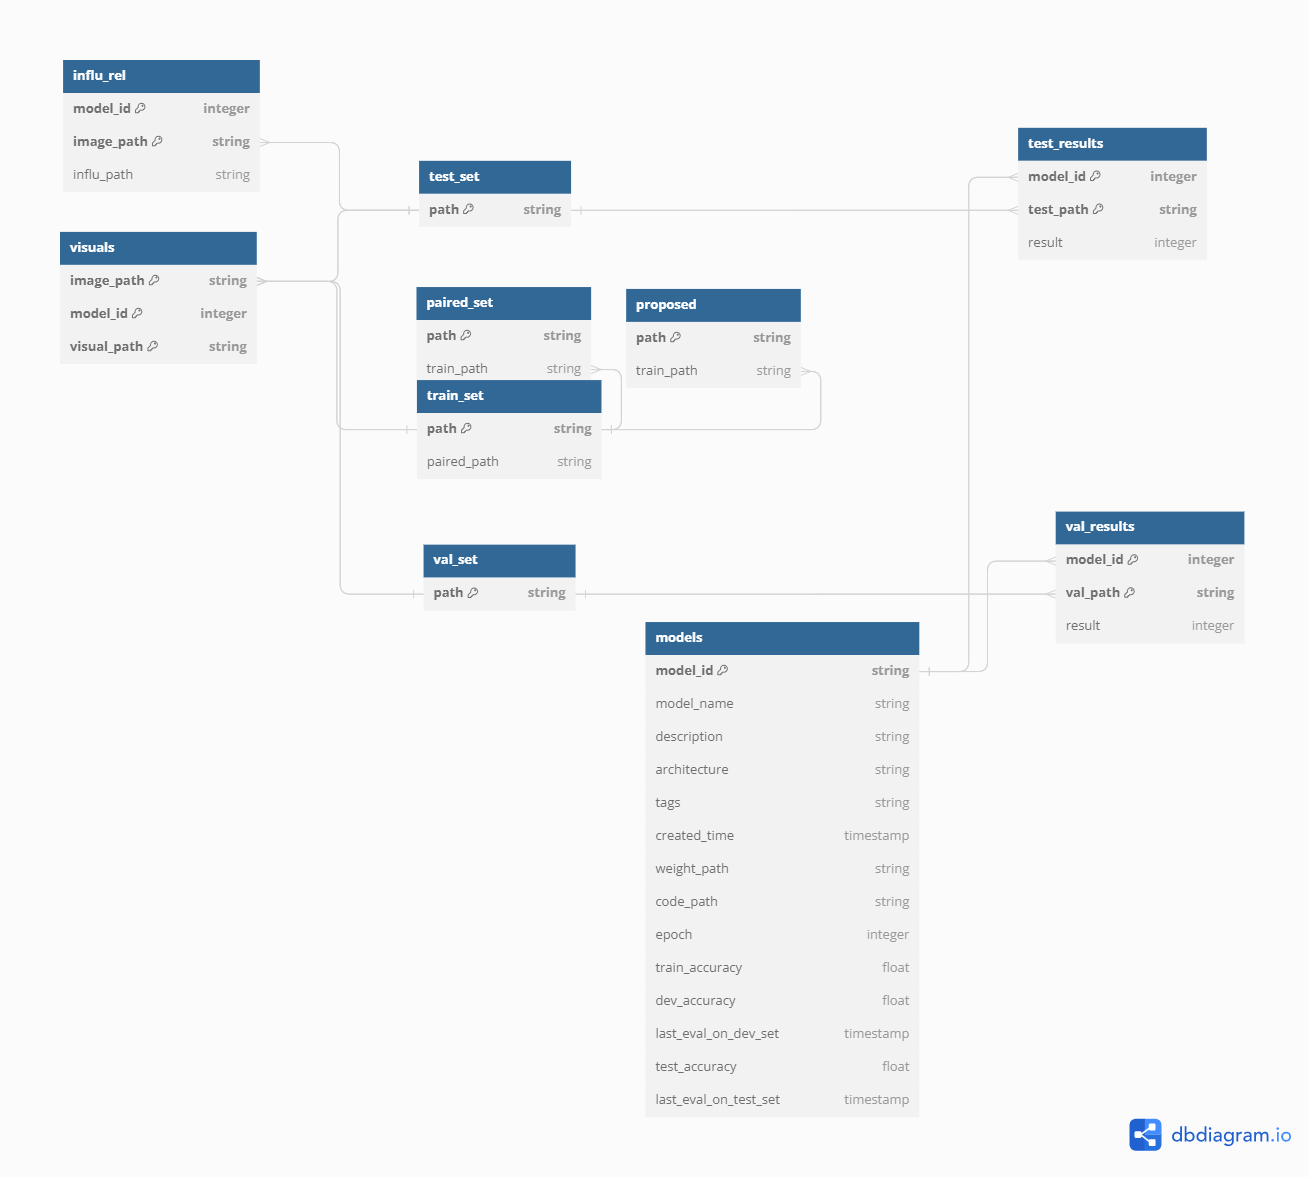 influ_rel
model_id integer
image_path string
influ_path string
visuals
image_path string
model_id integer
visual_path string
test_set
path string
paired_set
path string
train_path string
train_set
path string
paired_path string
proposed
path string
train_path string
val_set
path string
test_results
model_id integer
test_path string
result integer
val_results
model_id integer
val_path string
result integer
models
model_id string
model_name string
description string
architecture string
tags string
created_time timestamp
weight_path string
code_path string
epoch integer
train_accuracy float
dev_accuracy float
last_eval_on_dev_set timestamp
test_accuracy float
last_eval_on_test_set timestamp
dbdiagram.io